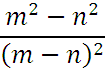 m² − n²
(m − n)²